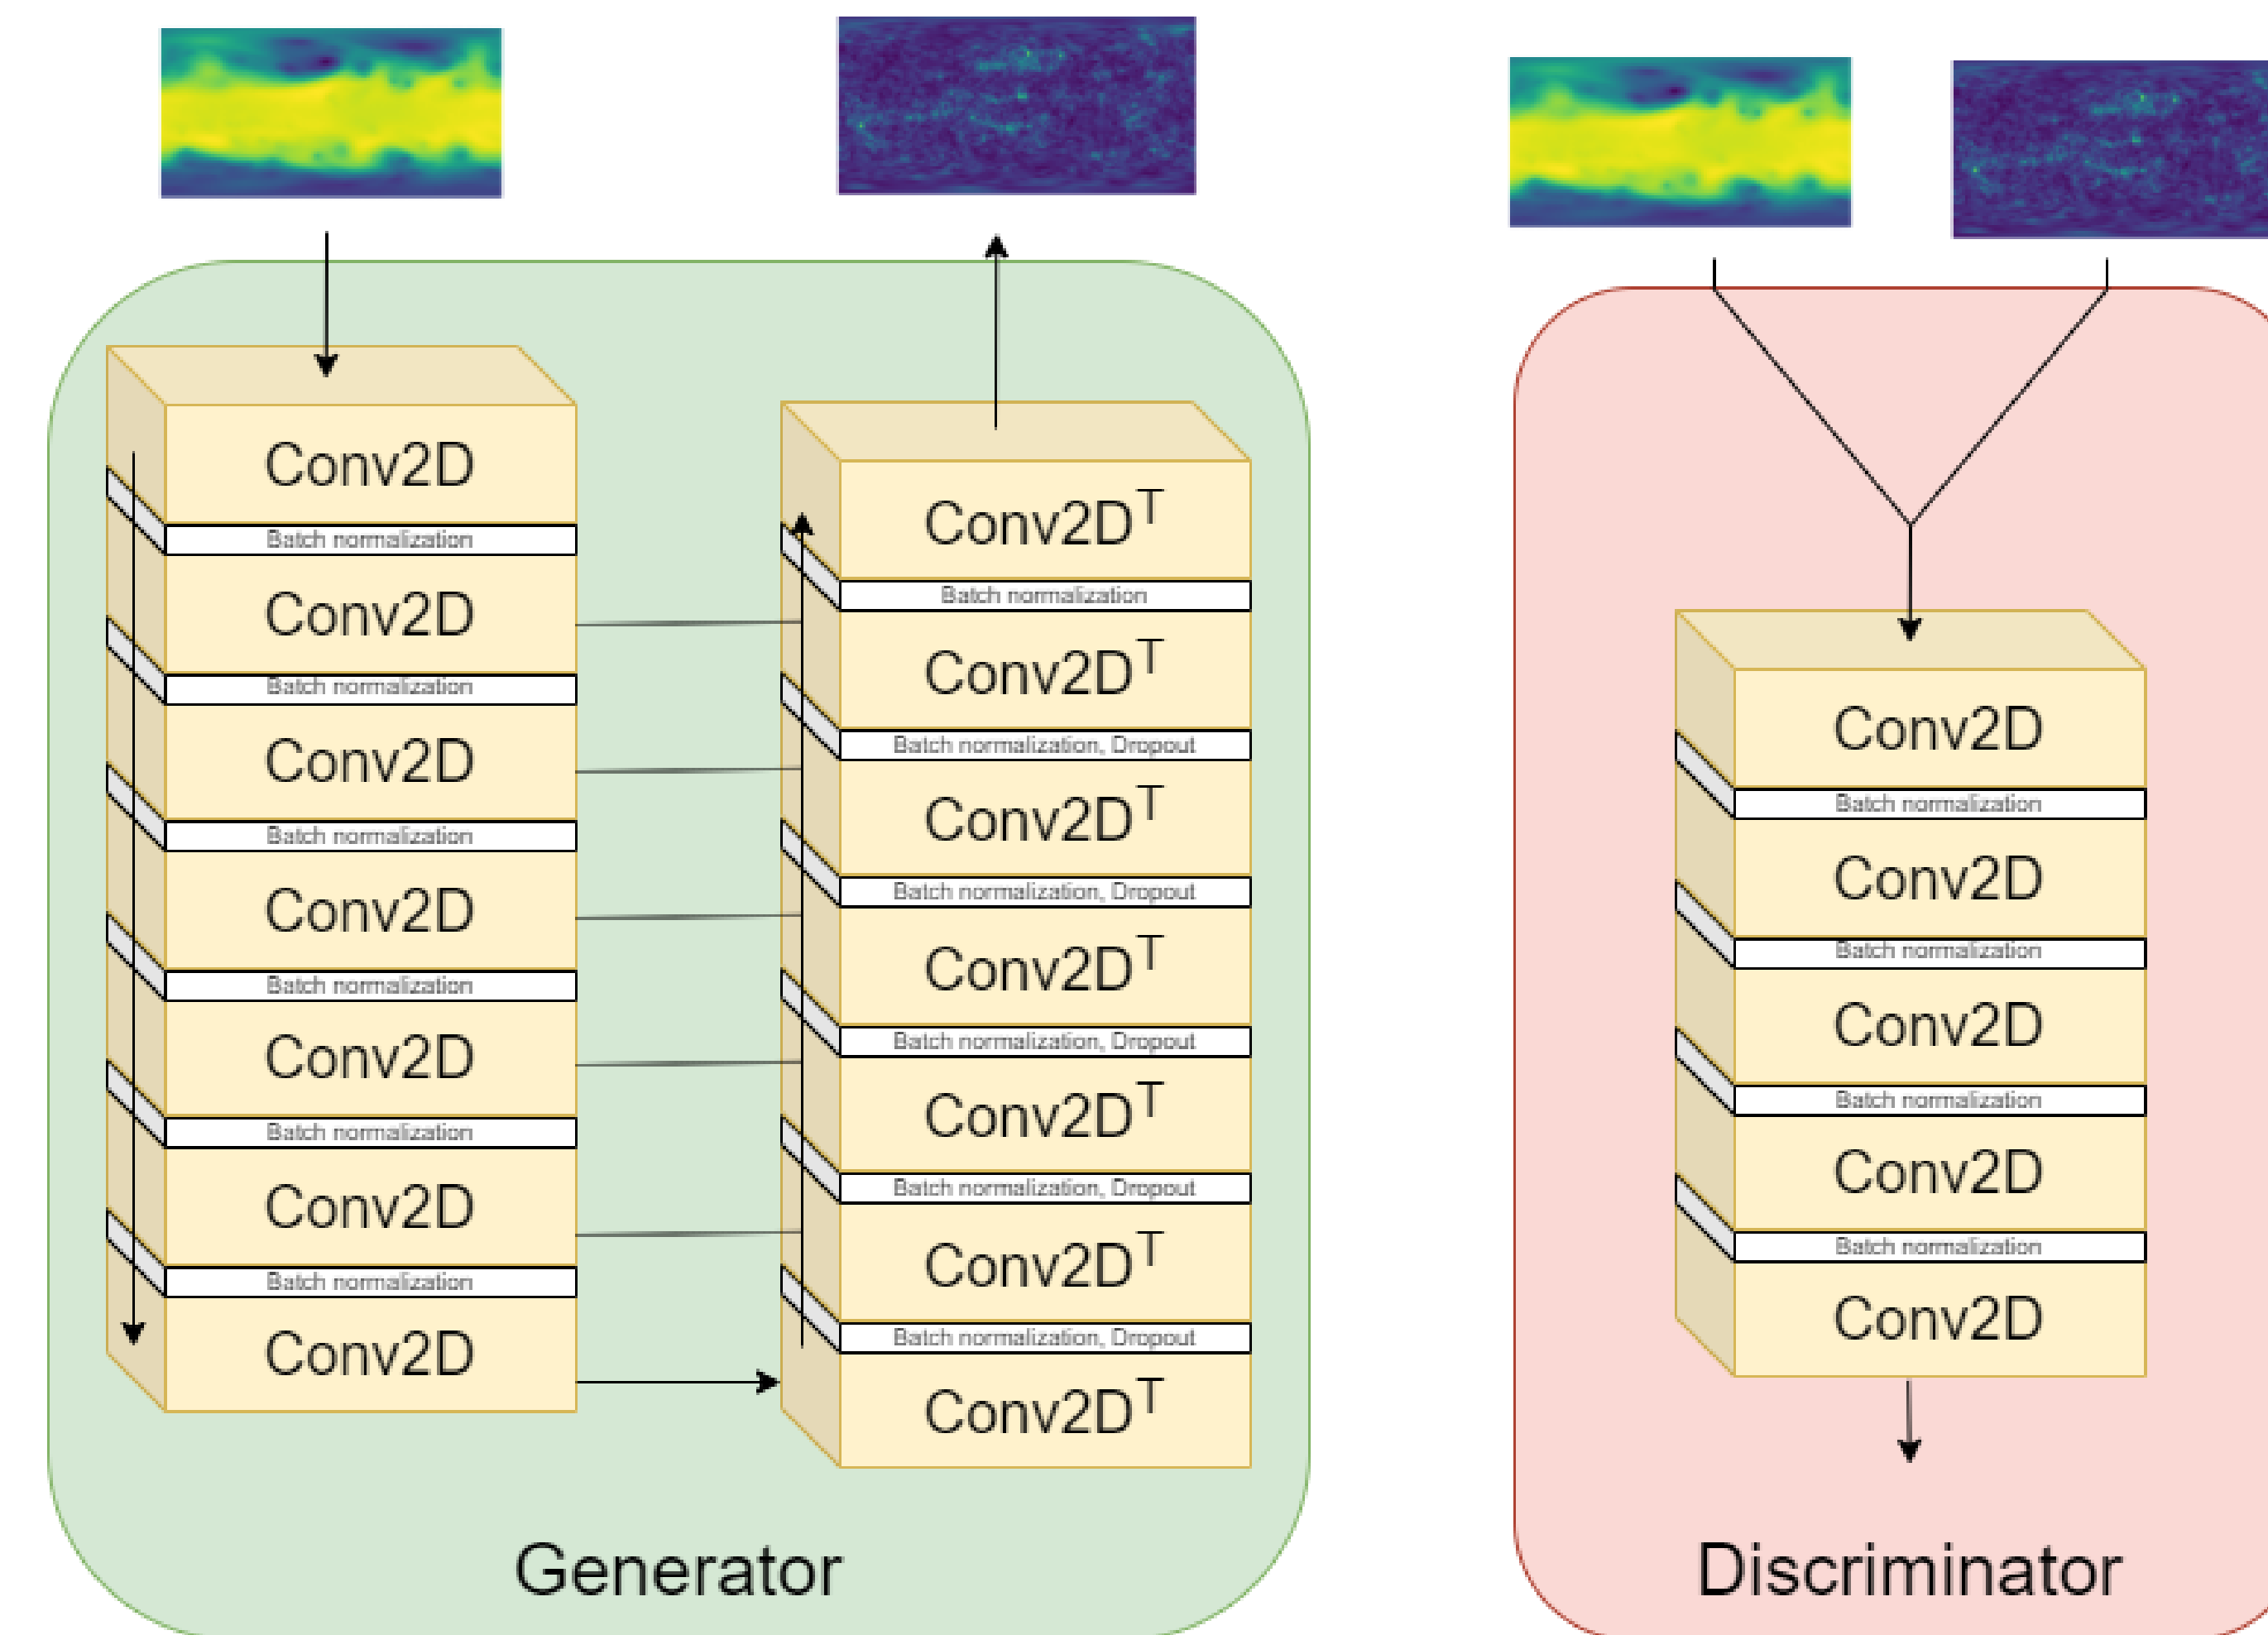 Conv2D
Batch normalization
Conv2D
Batch normalization
Conv2D
Batch normalization
Conv2D
Batch normalization
Conv2D
Batch normalization
Conv2D
Batch normalization
Conv2D
Conv2Dᵀ
Batch normalization
Conv2Dᵀ
Batch normalization, Dropout
Conv2Dᵀ
Batch normalization, Dropout
Conv2Dᵀ
Batch normalization, Dropout
Conv2Dᵀ
Batch normalization, Dropout
Conv2Dᵀ
Batch normalization, Dropout
Conv2Dᵀ
Generator
Conv2D
Batch normalization
Conv2D
Batch normalization
Conv2D
Batch normalization
Conv2D
Batch normalization
Conv2D
Discriminator